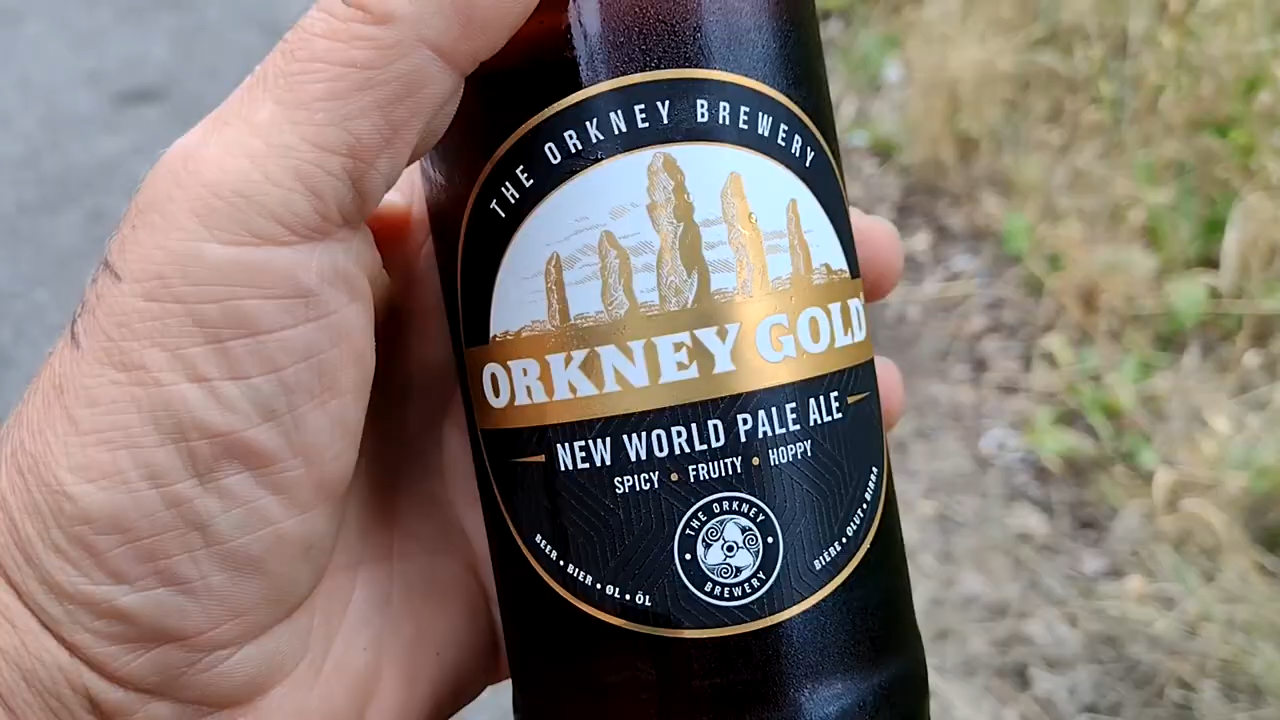 THE ORKNEY BREWERY
ORKNEY GOLD
NEW WORLD PALE ALE
SPICY • FRUITY • HOPPY
THE ORKNEY
BREWERY
BEER • BIER • ØL • ÖL
BIÈRE • OLUT • BIRRA